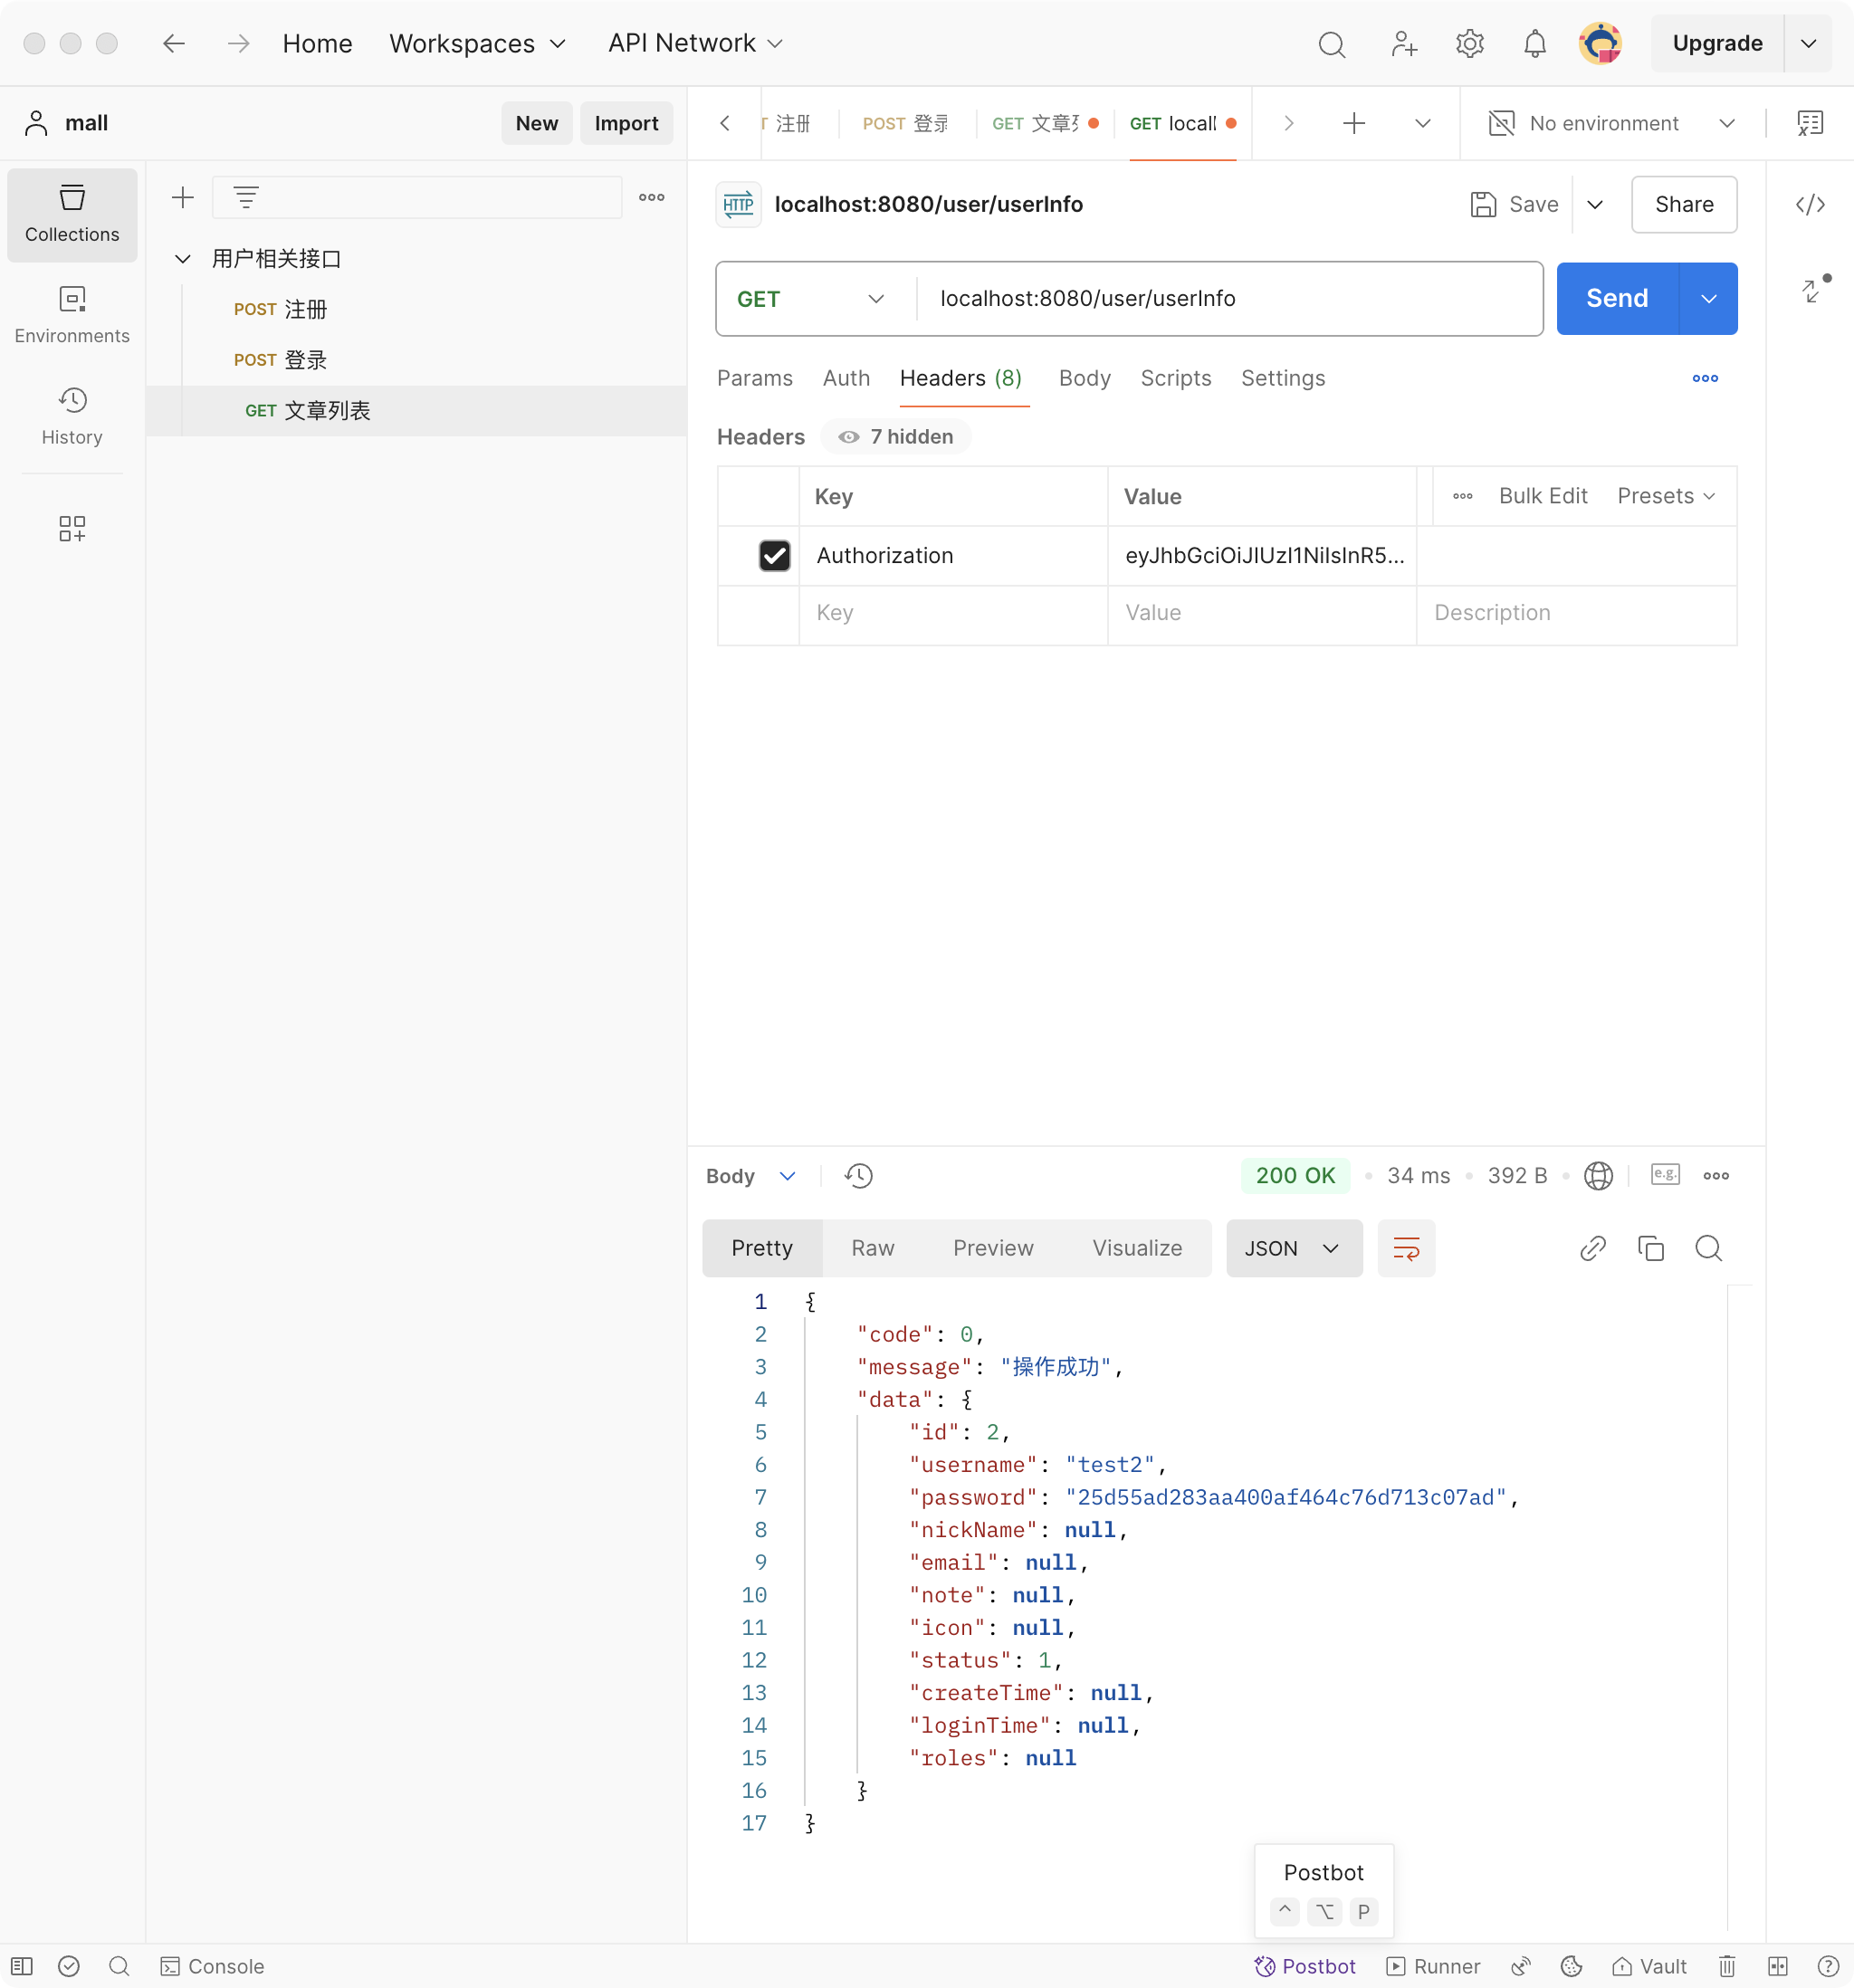 Home
Workspaces
API Network
Upgrade
mall
New
Import
注册
POST 登录
GET 文章列
GET local
No environment
Collections
Environments
History
用户相关接口
POST 注册
POST 登录
GET 文章列表
HTTP
localhost:8080/user/userInfo
Save
Share
GET
localhost:8080/user/userInfo
Send
Params
Auth
Headers (8)
Body
Scripts
Settings
Headers
7 hidden
Key
Value
Bulk Edit
Presets
Authorization
eyJhbGciOiJIUzI1NiIsInR5...
Key
Value
Description
Body
200 OK
34 ms
392 B
e.g.
Pretty
Raw
Preview
Visualize
JSON
1 {
2 "code": 0,
3 "message": "操作成功",
4 "data": {
5 "id": 2,
6 "username": "test2",
7 "password": "25d55ad283aa400af464c76d713c07ad",
8 "nickName": null,
9 "email": null,
10 "note": null,
11 "icon": null,
12 "status": 1,
13 "createTime": null,
14 "loginTime": null,
15 "roles": null
16 }
17 }
Postbot
^ ⌥ P
Console
Postbot
Runner
Vault